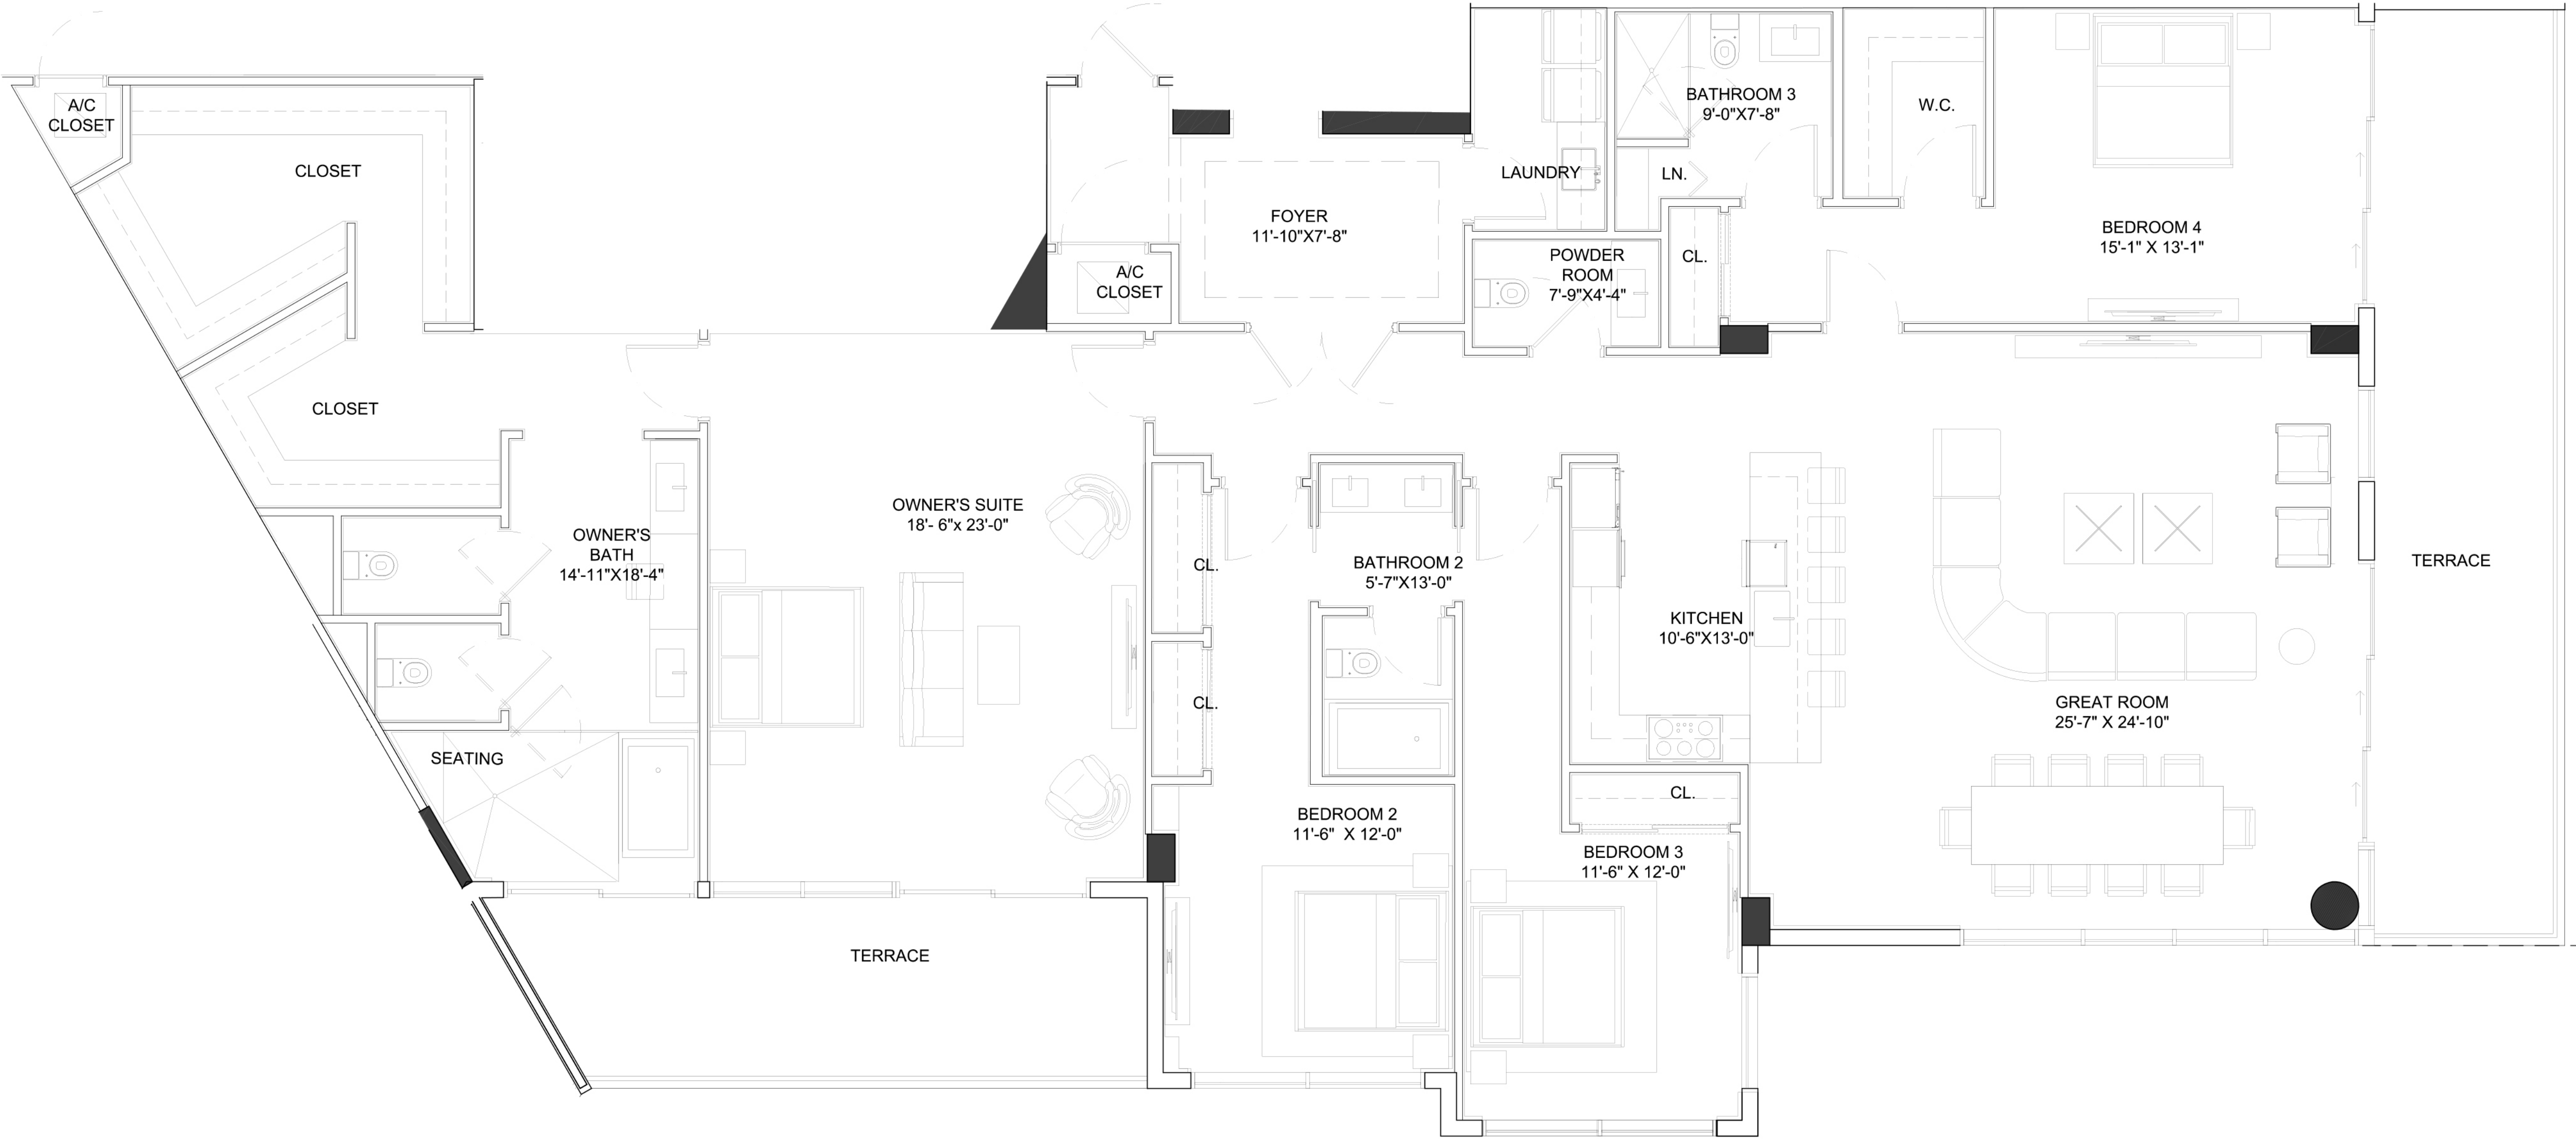 A/C
CLOSET
CLOSET
CLOSET
OWNER'S
BATH
14'-11"X18'-4"
SEATING
OWNER'S SUITE
18'- 6"x 23'-0"
TERRACE
A/C
CLOSET
FOYER
11'-10"X7'-8"
LAUNDRY
BATHROOM 3
9'-0"X7'-8"
LN.
W.C.
POWDER
ROOM
7'-9"X4'-4"
CL.
BEDROOM 4
15'-1" X 13'-1"
CL.
CL.
BATHROOM 2
5'-7"X13'-0"
KITCHEN
10'-6"X13'-0"
CL.
BEDROOM 2
11'-6" X 12'-0"
BEDROOM 3
11'-6" X 12'-0"
GREAT ROOM
25'-7" X 24'-10"
TERRACE